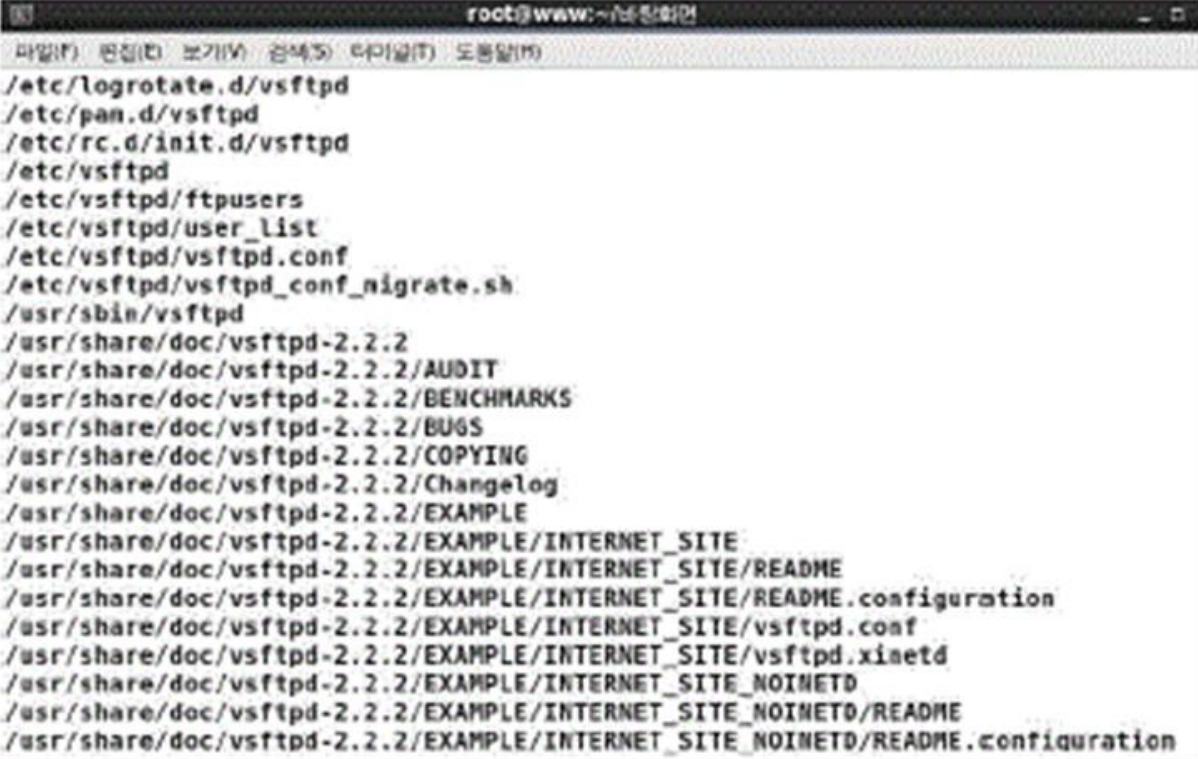 root@www:~/바탕화면
파일(F) 편집(E) 보기(V) 검색(S) 터미널(T) 도움말(H)
/etc/logrotate.d/vsftpd
/etc/pam.d/vsftpd
/etc/rc.d/init.d/vsftpd
/etc/vsftpd
/etc/vsftpd/ftpusers
/etc/vsftpd/user_list
/etc/vsftpd/vsftpd.conf
/etc/vsftpd/vsftpd_conf_migrate.sh
/usr/sbin/vsftpd
/usr/share/doc/vsftpd-2.2.2
/usr/share/doc/vsftpd-2.2.2/AUDIT
/usr/share/doc/vsftpd-2.2.2/BENCHMARKS
/usr/share/doc/vsftpd-2.2.2/BUGS
/usr/share/doc/vsftpd-2.2.2/COPYING
/usr/share/doc/vsftpd-2.2.2/Changelog
/usr/share/doc/vsftpd-2.2.2/EXAMPLE
/usr/share/doc/vsftpd-2.2.2/EXAMPLE/INTERNET_SITE
/usr/share/doc/vsftpd-2.2.2/EXAMPLE/INTERNET_SITE/README
/usr/share/doc/vsftpd-2.2.2/EXAMPLE/INTERNET_SITE/README.configuration
/usr/share/doc/vsftpd-2.2.2/EXAMPLE/INTERNET_SITE/vsftpd.conf
/usr/share/doc/vsftpd-2.2.2/EXAMPLE/INTERNET_SITE/vsftpd.xinetd
/usr/share/doc/vsftpd-2.2.2/EXAMPLE/INTERNET_SITE_NOINETD
/usr/share/doc/vsftpd-2.2.2/EXAMPLE/INTERNET_SITE_NOINETD/README
/usr/share/doc/vsftpd-2.2.2/EXAMPLE/INTERNET_SITE_NOINETD/README.configuration